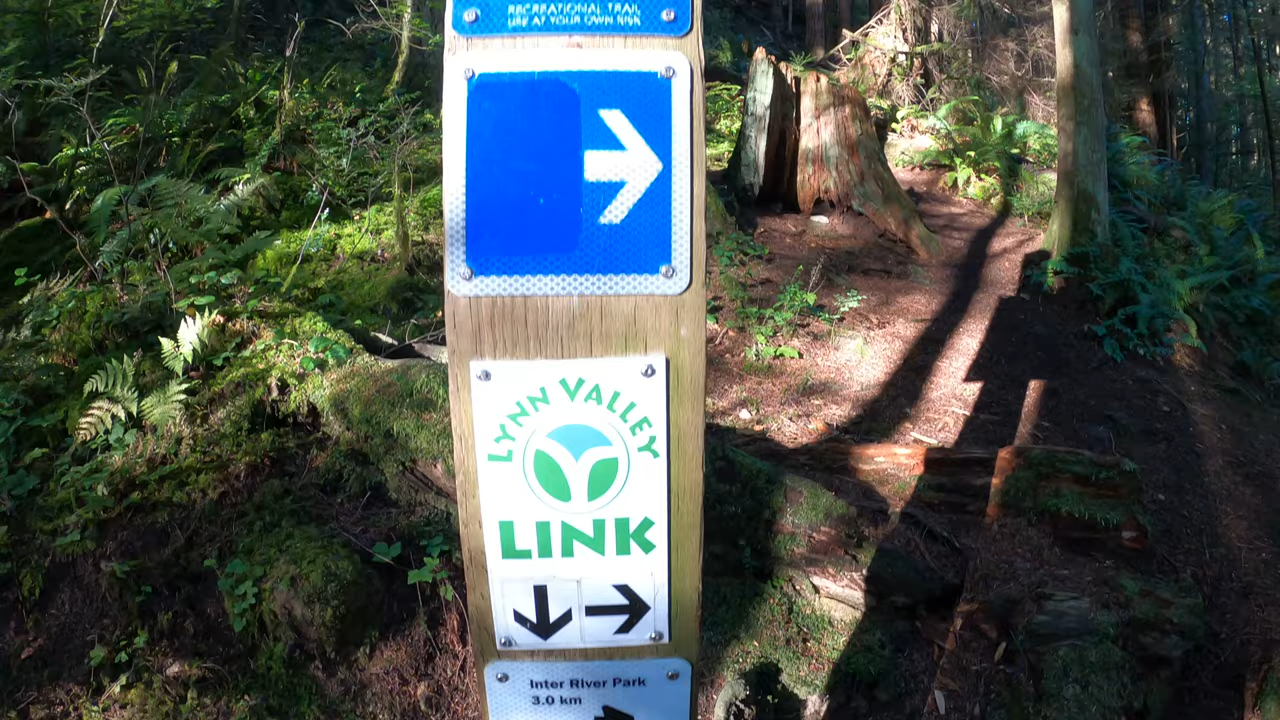 RECREATIONAL TRAIL
USE AT YOUR OWN RISK
LYNN VALLEY
LINK
Inter River Park
3.0 km